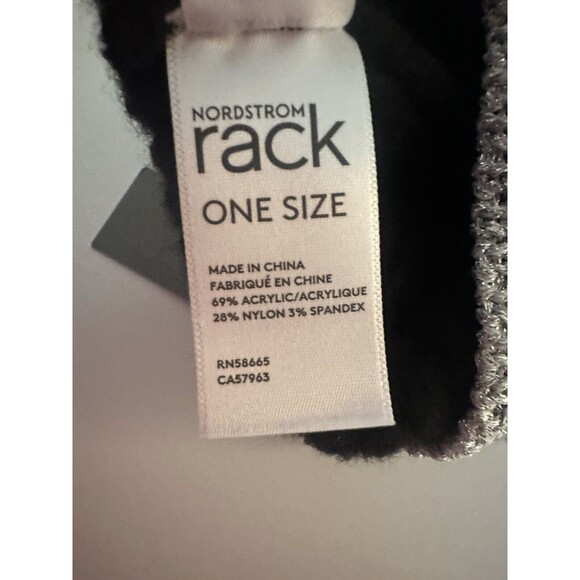 NORDSTROM
rack
ONE SIZE
MADE IN CHINA
FABRIQUÉ EN CHINE
69% ACRYLIC/ACRYLIQUE
28% NYLON 3% SPANDEX
RN58665
CA57963